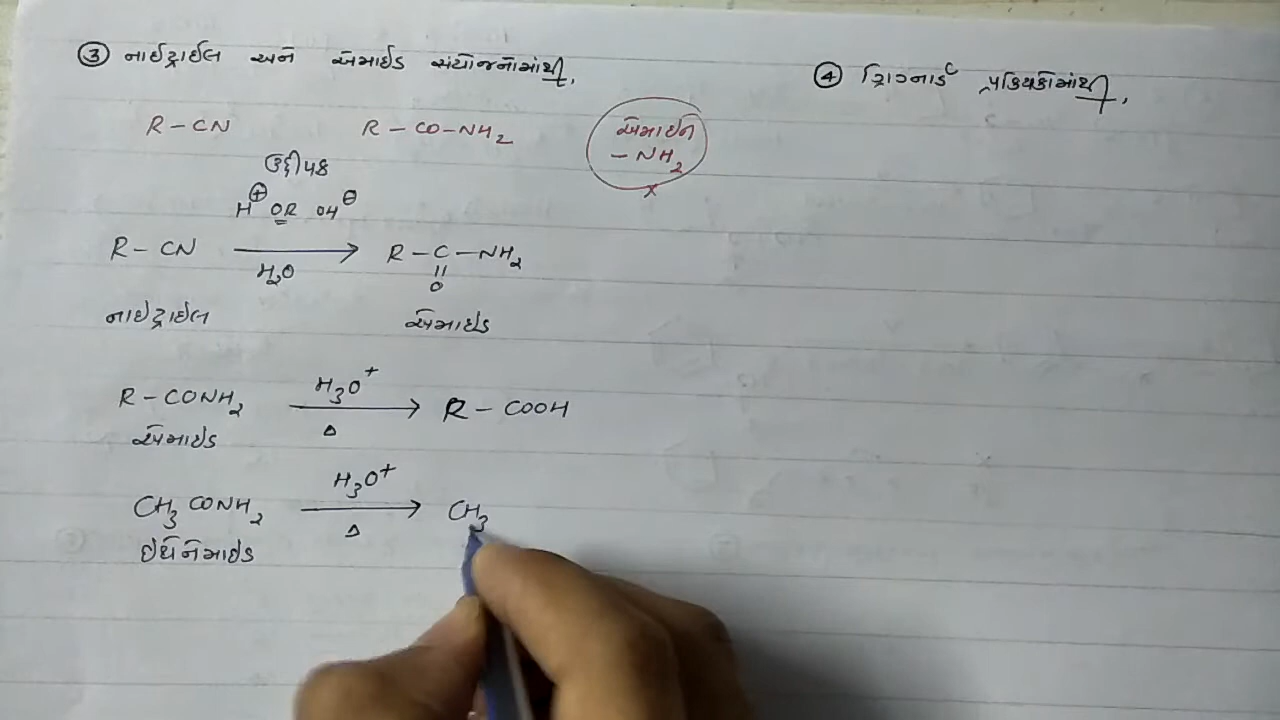 ③ નાઈટ્રાઈલ અને એમાઈડ સંયોજનોમાંથી.
R – CN R – CO – NH2
એમાઈન
– NH2
x
ઉદ્દીપક
H⊕ OR OH⊖
R – CN ⟶ R – C – NH2
H2O || O
નાઈટ્રાઈલ એમાઈડ
H3O+
R – CONH2 ⟶ R – COOH
એમાઈડ Δ
H3O+
CH3CONH2 ⟶ CH3
Δ
ઈથેનેમાઈડ
④ ગ્રિગ્નાર્ડ પ્રક્રિયકોમાંથી.